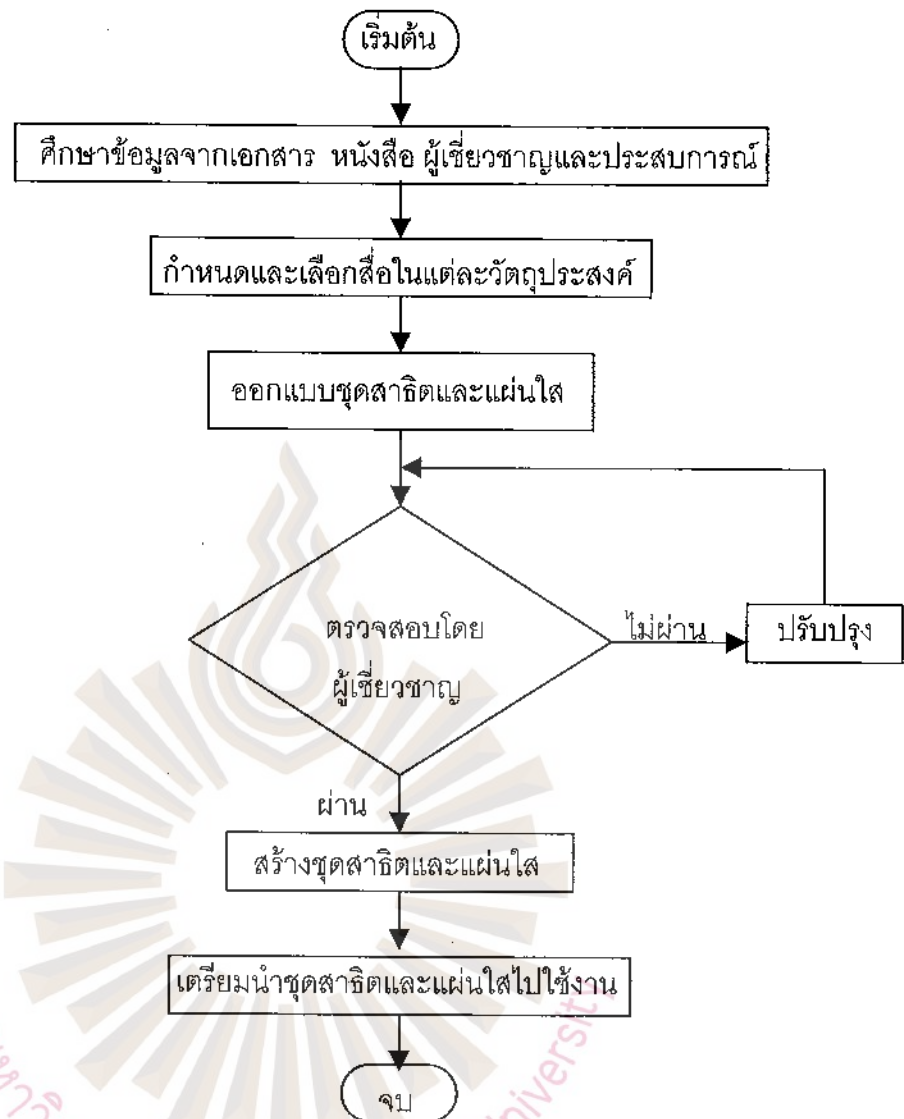 เริ่มต้น
ศึกษาข้อมูลจากเอกสาร หนังสือ ผู้เชี่ยวชาญและประสบการณ์
กำหนดและเลือกสื่อในแต่ละวัตถุประสงค์
ออกแบบชุดสาธิตและแผ่นใส
ตรวจสอบโดย
ผู้เชี่ยวชาญ
ไม่ผ่าน
ปรับปรุง
ผ่าน
สร้างชุดสาธิตและแผ่นใส
เตรียมนำชุดสาธิตและแผ่นใสไปใช้งาน
จบ
มหาวิ
University